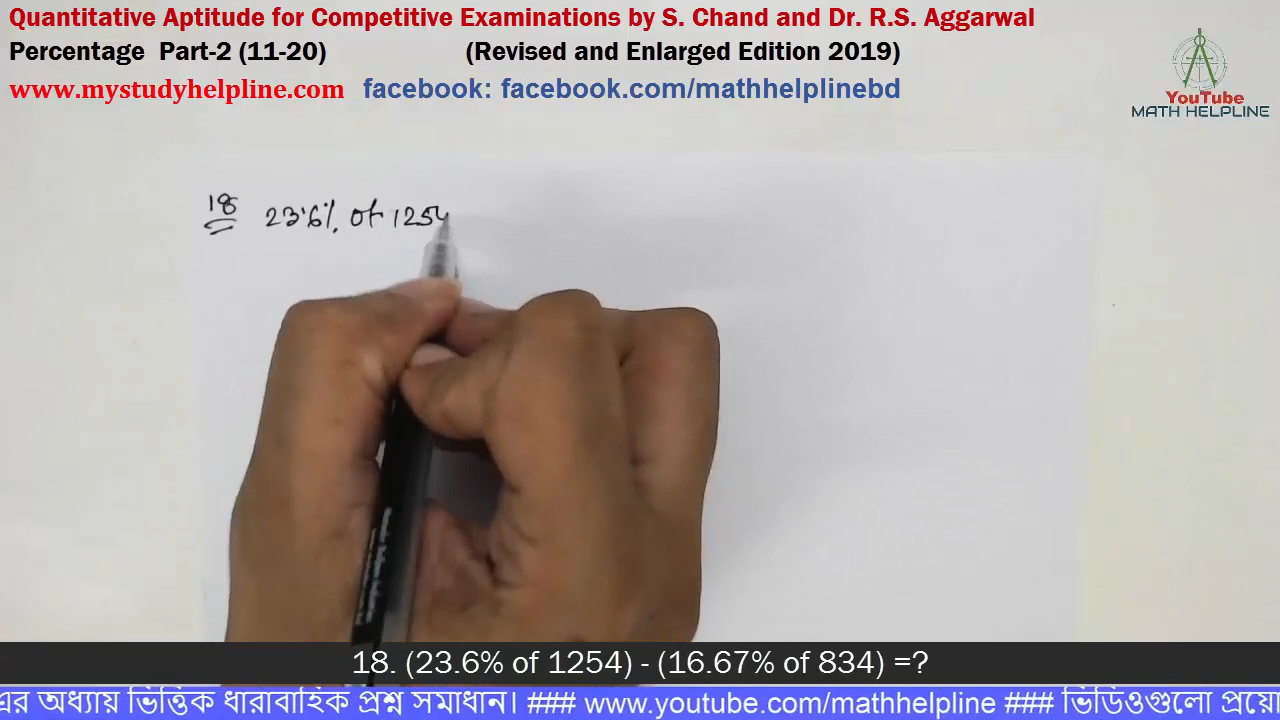 Quantitative Aptitude for Competitive Examinations by S. Chand and Dr. R.S. Aggarwal
Percentage Part-2 (11-20) (Revised and Enlarged Edition 2019)
www.mystudyhelpline.com facebook: facebook.com/mathhelplinebd
YouTube
MATH HELPLINE
18 23.6% of 1254
18. (23.6% of 1254) - (16.67% of 834) =?
এর অধ্যায় ভিত্তিক ধারাবাহিক প্রশ্ন সমাধান। ### www.youtube.com/mathhelpline ### ভিডিওগুলো